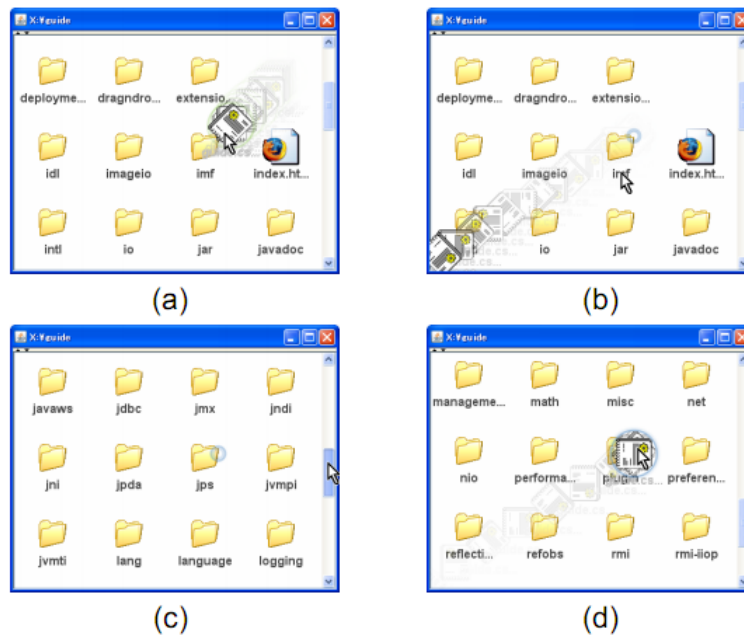 X:¥guide
X:¥guide
deployme... dragndro... extensio...
deployme... dragndro... extensio...
idl imageio imf index.ht...
idl imageio imf index.ht...
intl io jar javadoc
io jar javadoc
(a)
(b)
X:¥guide
X:¥guide
javaws jdbc jmx jndi
manageme... math misc net
jni jpda jps jvmpi
nio performa... plugin preferen...
jvmti lang language logging
reflecti... refobs rmi rmi-iiop
(c)
(d)